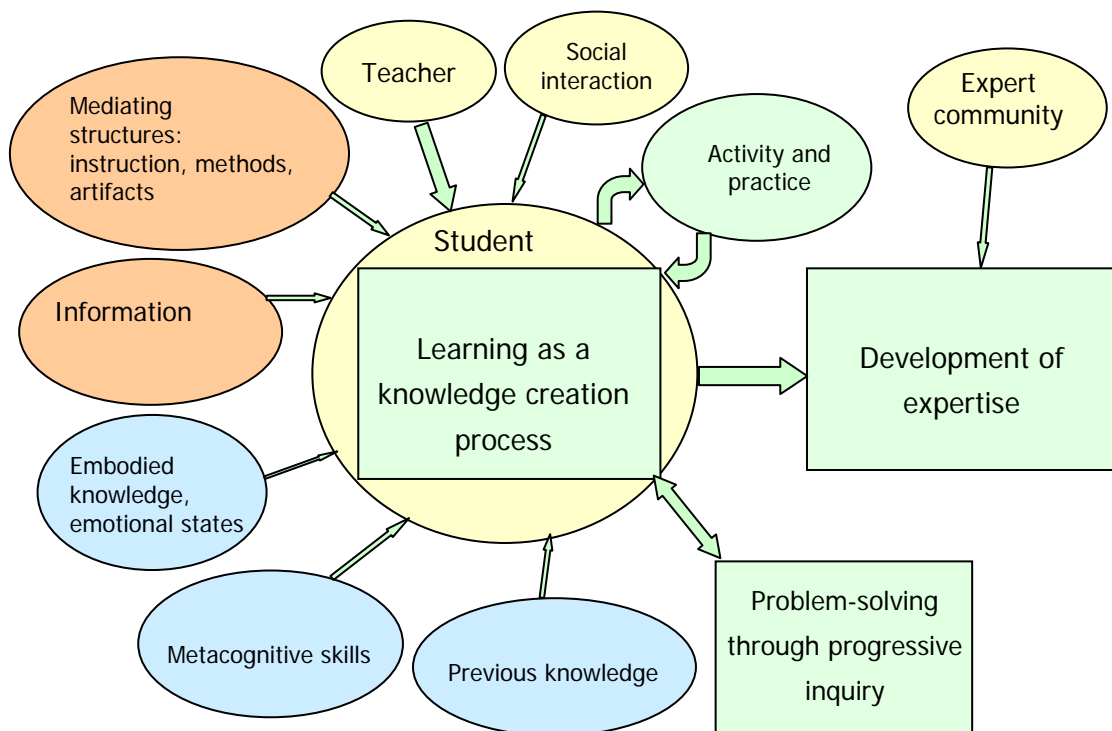 Teacher
Social
interaction
Expert
community
Mediating
structures:
instruction, methods,
artifacts
Activity and
practice
Student
Information
Learning as a
knowledge creation
process
Development of
expertise
Embodied
knowledge,
emotional states
Metacognitive skills
Previous knowledge
Problem-solving
through progressive
inquiry